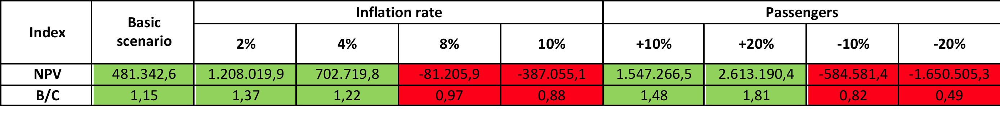 Index Basic scenario Inflation rate Passengers
2% 4% 8% 10% +10% +20% -10% -20%
NPV 481.342,6 1.208.019,9 702.719,8 -81.205,9 -387.055,1 1.547.266,5 2.613.190,4 -584.581,4 -1.650.505,3
B/C 1,15 1,37 1,22 0,97 0,88 1,48 1,81 0,82 0,49